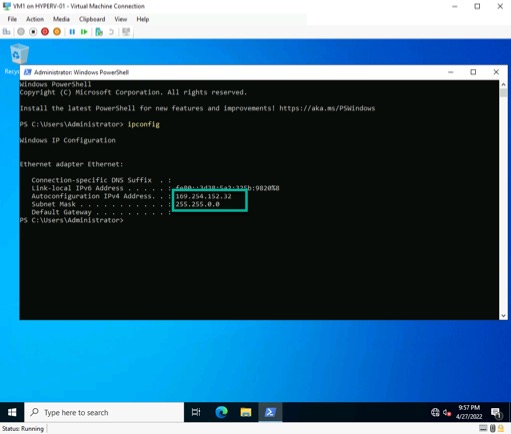 VM1 on HYPERV-01 - Virtual Machine Connection
File Action Media Clipboard View Help
Recyc
Administrator: Windows PowerShell
Windows PowerShell
Copyright (C) Microsoft Corporation. All rights reserved.
Install the latest PowerShell for new features and improvements! https://aka.ms/PSWindows
PS C:\Users\Administrator> ipconfig
Windows IP Configuration
Ethernet adapter Ethernet:
Connection-specific DNS Suffix . :
Link-local IPv6 Address . . . . . :
Autoconfiguration IPv4 Address. . : 169.254.152.32
Subnet Mask . . . . . . . . . . . : 255.255.0.0
Default Gateway . . . . . . . . . :
PS C:\Users\Administrator>
Type here to search
9:57 PM
4/27/2022
Status: Running